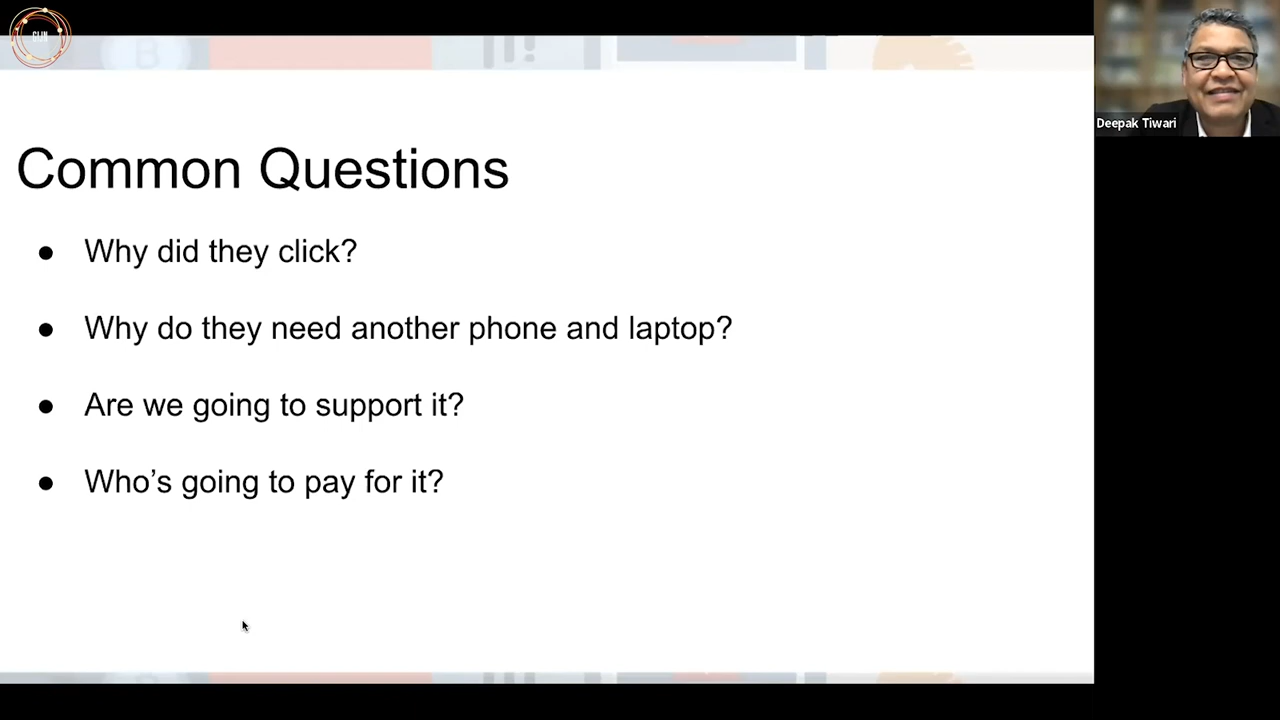 GIJN
Common Questions
● Why did they click?
● Why do they need another phone and laptop?
● Are we going to support it?
● Who’s going to pay for it?
Deepak Tiwari
B